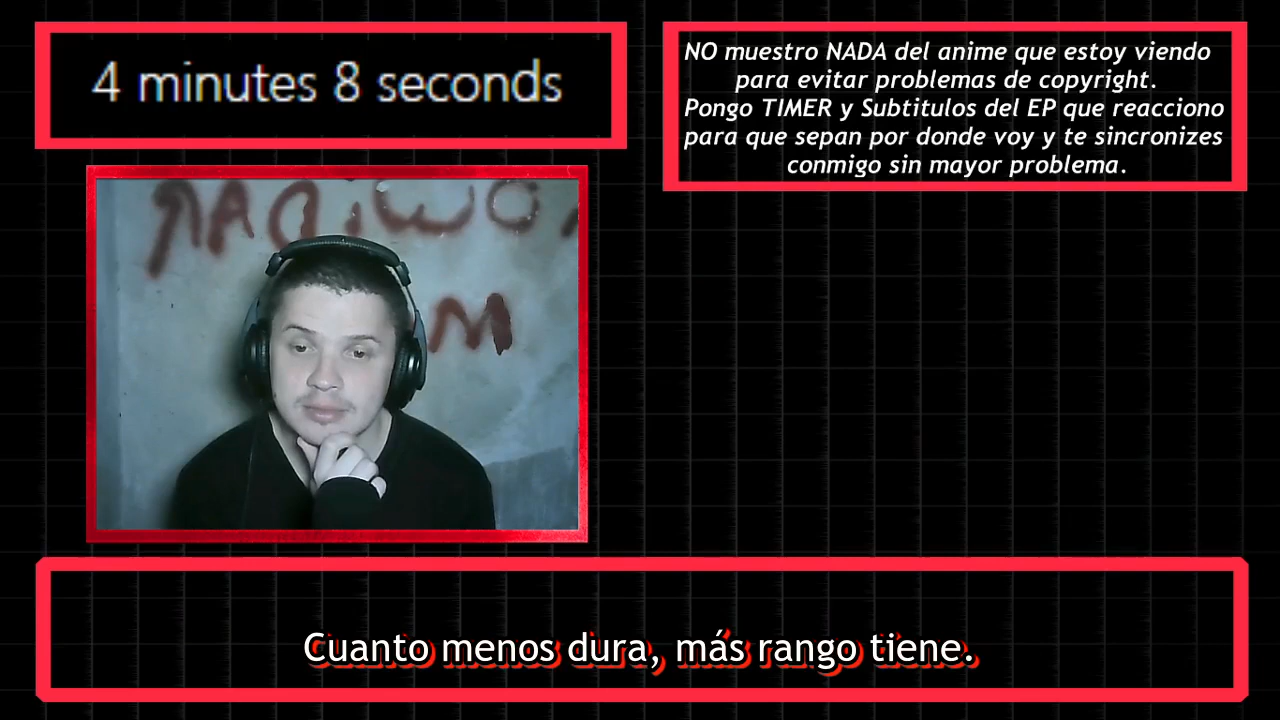 4 minutes 8 seconds
NO muestro NADA del anime que estoy viendo
para evitar problemas de copyright.
Pongo TIMER y Subtitulos del EP que reacciono
para que sepan por donde voy y te sincronizes
conmigo sin mayor problema.
Cuanto menos dura, más rango tiene.